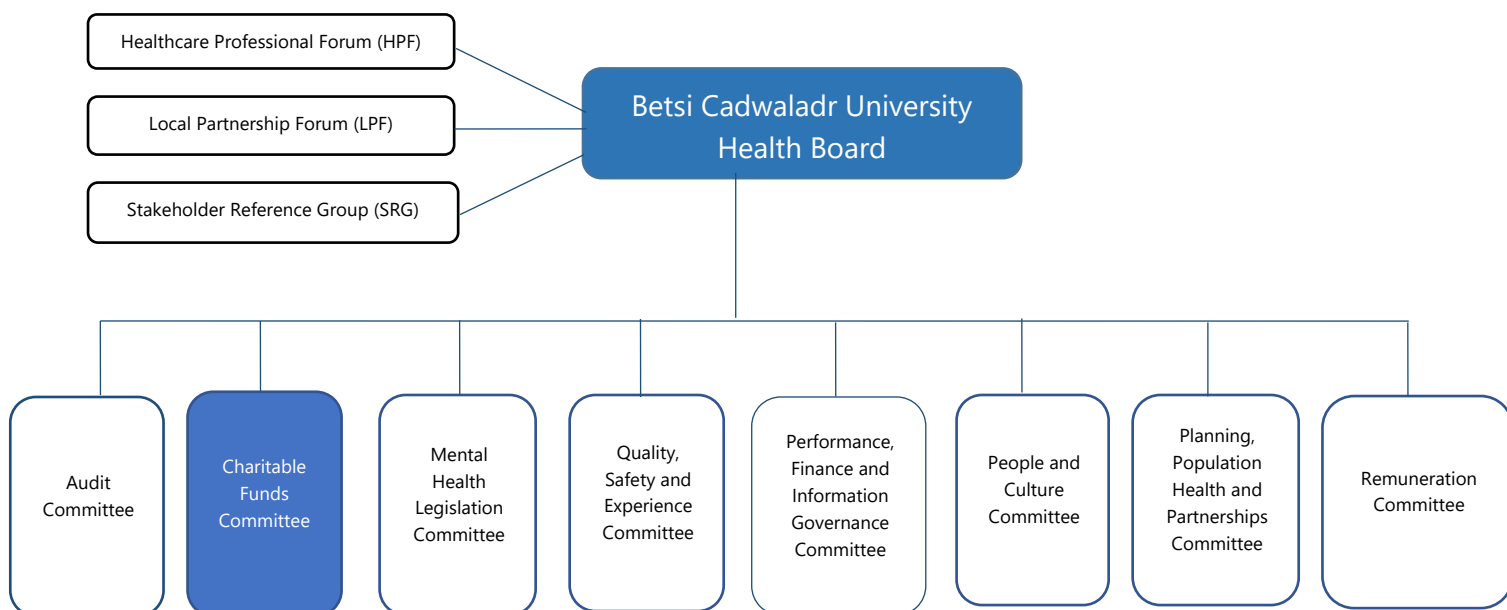 Healthcare Professional Forum (HPF)
Local Partnership Forum (LPF)
Stakeholder Reference Group (SRG)
Betsi Cadwaladr University
Health Board
Audit
Committee
Charitable
Funds
Committee
Mental
Health
Legislation
Committee
Quality,
Safety and
Experience
Committee
Performance,
Finance and
Information
Governance
Committee
People and
Culture
Committee
Planning,
Population
Health and
Partnerships
Committee
Remuneration
Committee